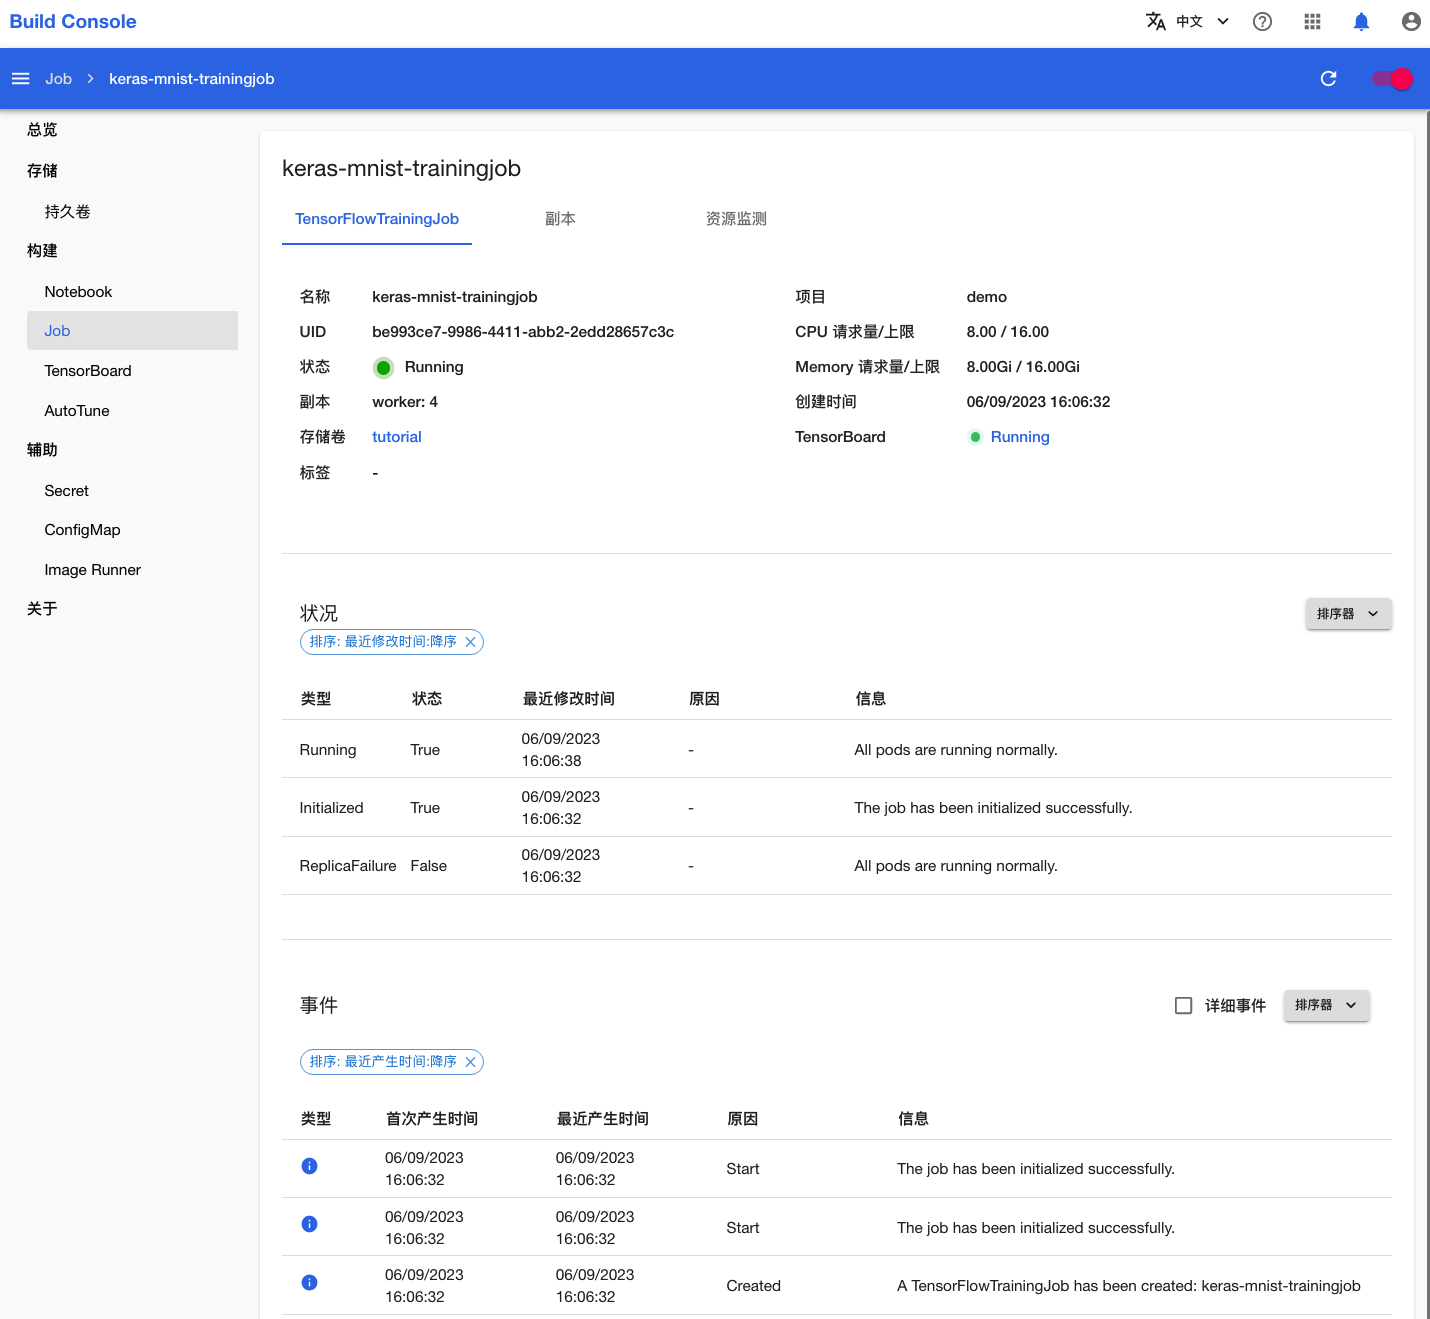 Build Console
中文
Job
keras-mnist-trainingjob
总览
存储
持久卷
构建
Notebook
Job
TensorBoard
AutoTune
辅助
Secret
ConfigMap
Image Runner
关于
keras-mnist-trainingjob
TensorFlowTrainingJob 副本 资源监测
名称 keras-mnist-trainingjob
UID be993ce7-9986-4411-abb2-2edd28657c3c
状态 Running
副本 worker: 4
存储卷 tutorial
标签 -
项目 demo
CPU 请求量/上限 8.00 / 16.00
Memory 请求量/上限 8.00Gi / 16.00Gi
创建时间 06/09/2023 16:06:32
TensorBoard Running
状况
排序器
排序: 最近修改时间:降序
类型 状态 最近修改时间 原因 信息
Running True 06/09/2023 16:06:38 - All pods are running normally.
Initialized True 06/09/2023 16:06:32 - The job has been initialized successfully.
ReplicaFailure False 06/09/2023 16:06:32 - All pods are running normally.
事件
详细事件
排序器
排序: 最近产生时间:降序
类型 首次产生时间 最近产生时间 原因 信息
06/09/2023 16:06:32 06/09/2023 16:06:32 Start The job has been initialized successfully.
06/09/2023 16:06:32 06/09/2023 16:06:32 Start The job has been initialized successfully.
06/09/2023 16:06:32 06/09/2023 16:06:32 Created A TensorFlowTrainingJob has been created: keras-mnist-trainingjob